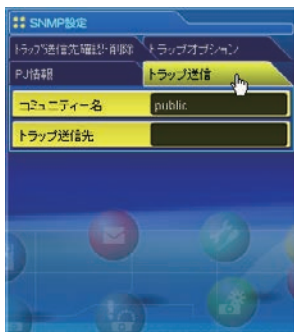 SNMP設定
トラップ送信先確認・削除 トラップオプション
PJ情報 トラップ送信
コミュニティー名 public
トラップ送信先